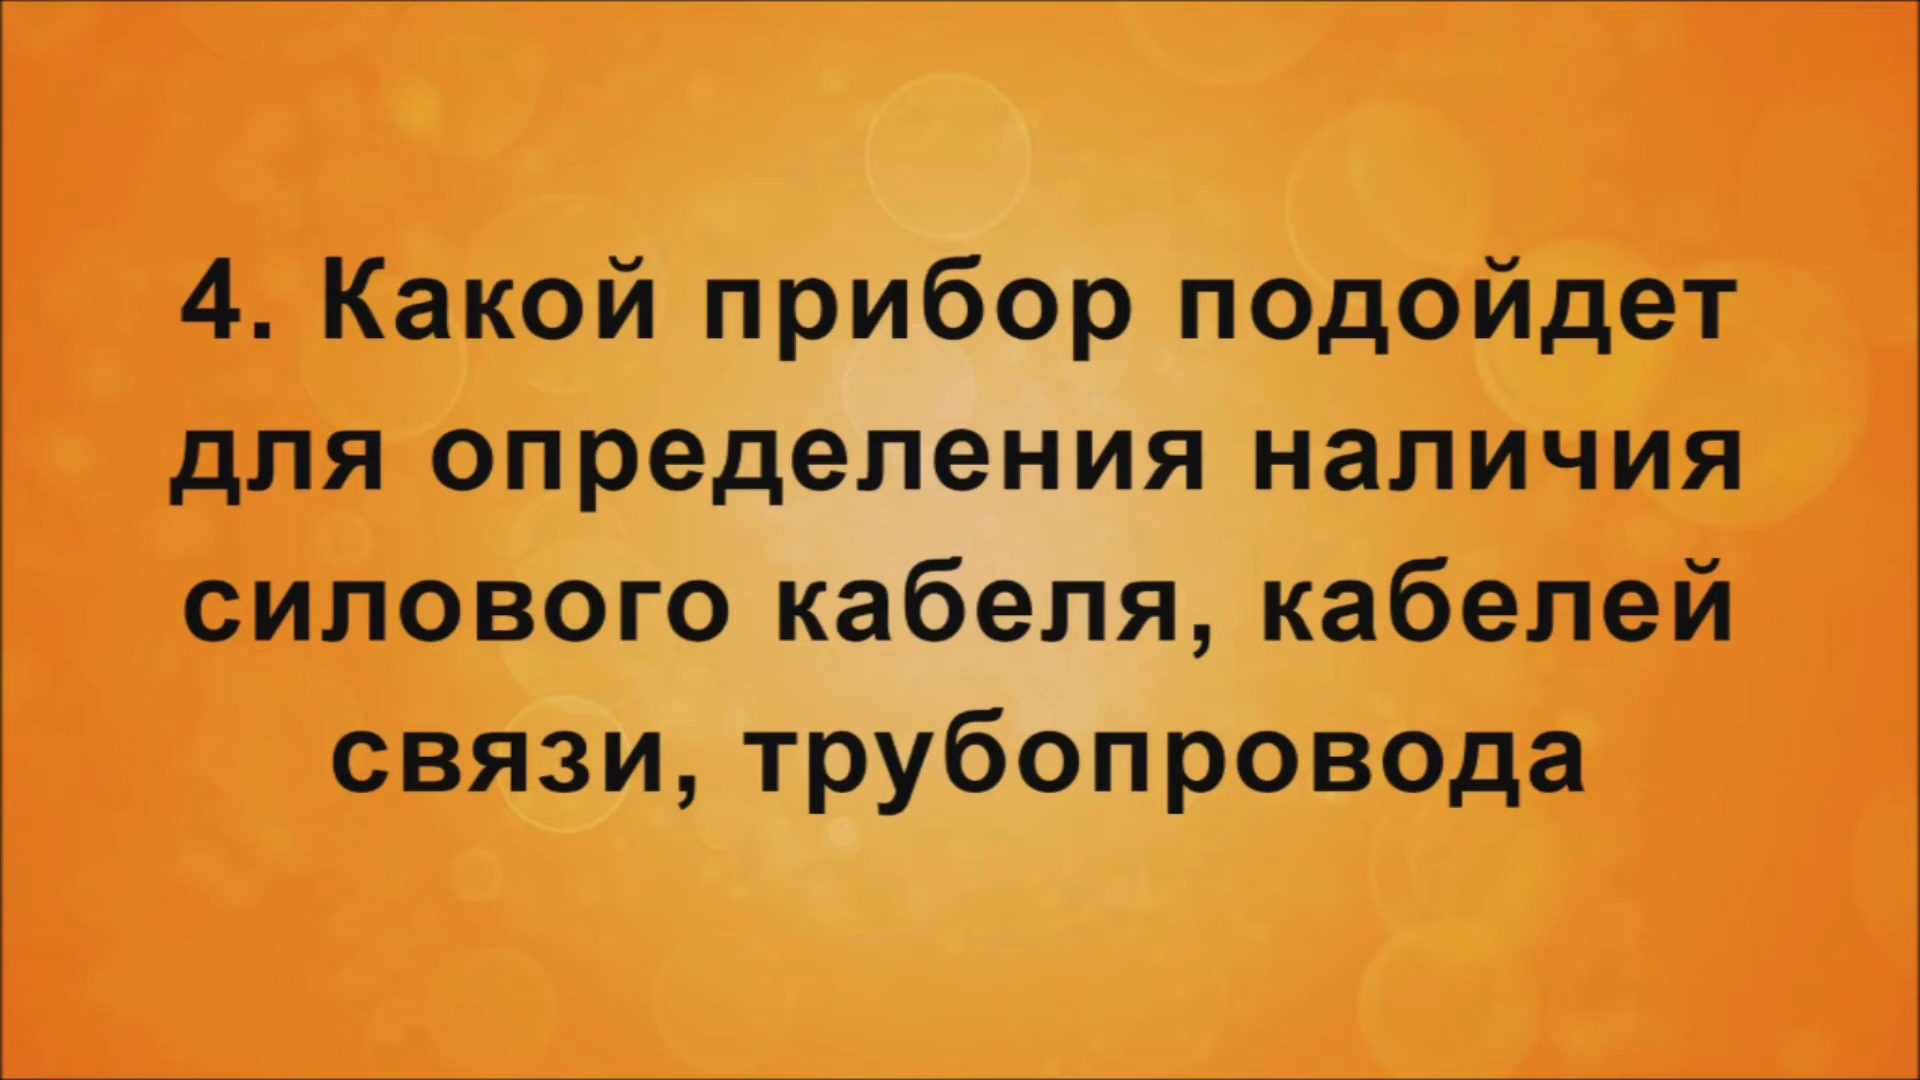 4. Какой прибор подойдет
для определения наличия
силового кабеля, кабелей
связи, трубопровода